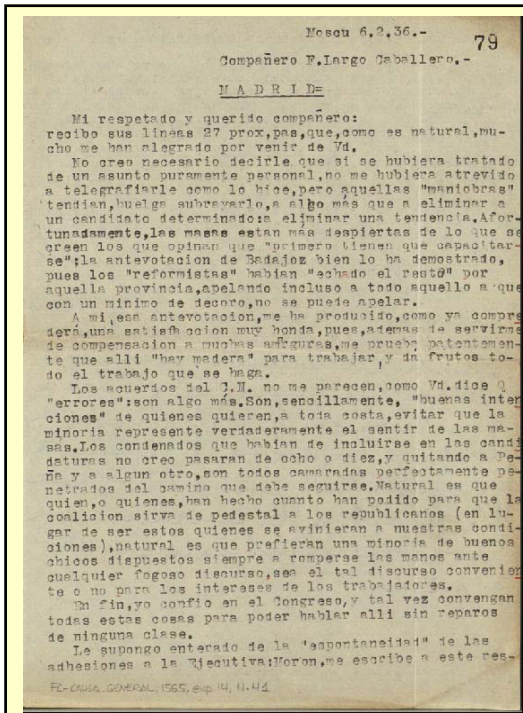 Moscu 6.2.36.-
79
Compañero F.Largo Caballero.-
MADRID=
Mi respetado y querido compañero:
recibo sus lineas 27 prox,pas,que,como es natural,mu-
cho me han alegrado por venir de Vd.
No creo necesario decirle que si se hubiera tratado
de un asunto puramente personal,no me hubiera atrevido
a telegrafiarle como lo hice,pero aquellas "maniobras"
tendian,huelga subrayarlo,a algo más que a eliminar a
un candidato determinado:a eliminar una tendencia.Afor-
tunadamente,las masas estan mas despiertas de lo que se
creen los que opinan que "primero tienen que capacitar-
se";la antevotacion de Badajoz bien lo ha demostrado,
pues los "reformistas" habian "echado el resto" por
aquella provincia,apelando incluso a todo aquello a que
con un minimo de decoro,no se puede apelar.
A mi,esa antevotacion,me ha producido,como ya compre
derá,una satisfaccion muy honda,pues,ademas de servirme
de compensacion a muchas amarguras,me prueba patentemen-
te que alli "hay madera" para trabajar,y da frutos to-
do el trabajo que se haga.
Los acuerdos del C.N. no me parecen,como Vd.dice Q
"errores":son algo más.Son,sencillamente, "buenas inten
ciones" de quienes quieren,a toda costa,evitar que la
minoria represente verdaderamente el sentir de las ma-
sas.Los condenados que habian de incluirse en las candi
daturas no creo pasaran de ocho o diez,y quitando a Pe-
ña y a algun otro,son todos camaradas perfectamente pe-
netrados del camino que debe seguirse.Natural es que
quien,o quienes,han hecho cuanto han podido para que la
coalicion sirva de pedestal a los republicanos (en lu-
gar de ser estos quienes se avinieran a nuestras condi-
ciones),natural es que prefieran una minoria de buenos
chicos dispuestos siempre a romperse las manos ante
cualquier fogoso discurso,sea el tal discurso convenien
te o no para los intereses de los trabajadores.
En fin,yo confio en el Congreso,y tal vez convengan
todas estas cosas para poder hablar alli sin reparos
de ninguna clase.
Le supongo enterado de la "espontaneidad" de las
adhesiones a la Ejecutiva:Moron,me escribe a este res-
FC-CAUSA GENERAL, 1565, exp 14, N.41